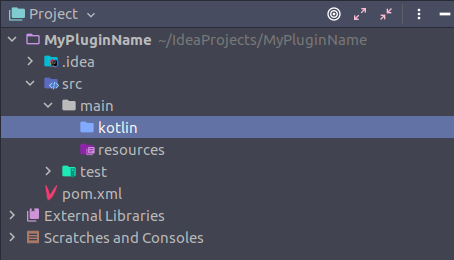 Project
MyPluginName ~/IdeaProjects/MyPluginName
.idea
src
main
kotlin
resources
test
pom.xml
External Libraries
Scratches and Consoles